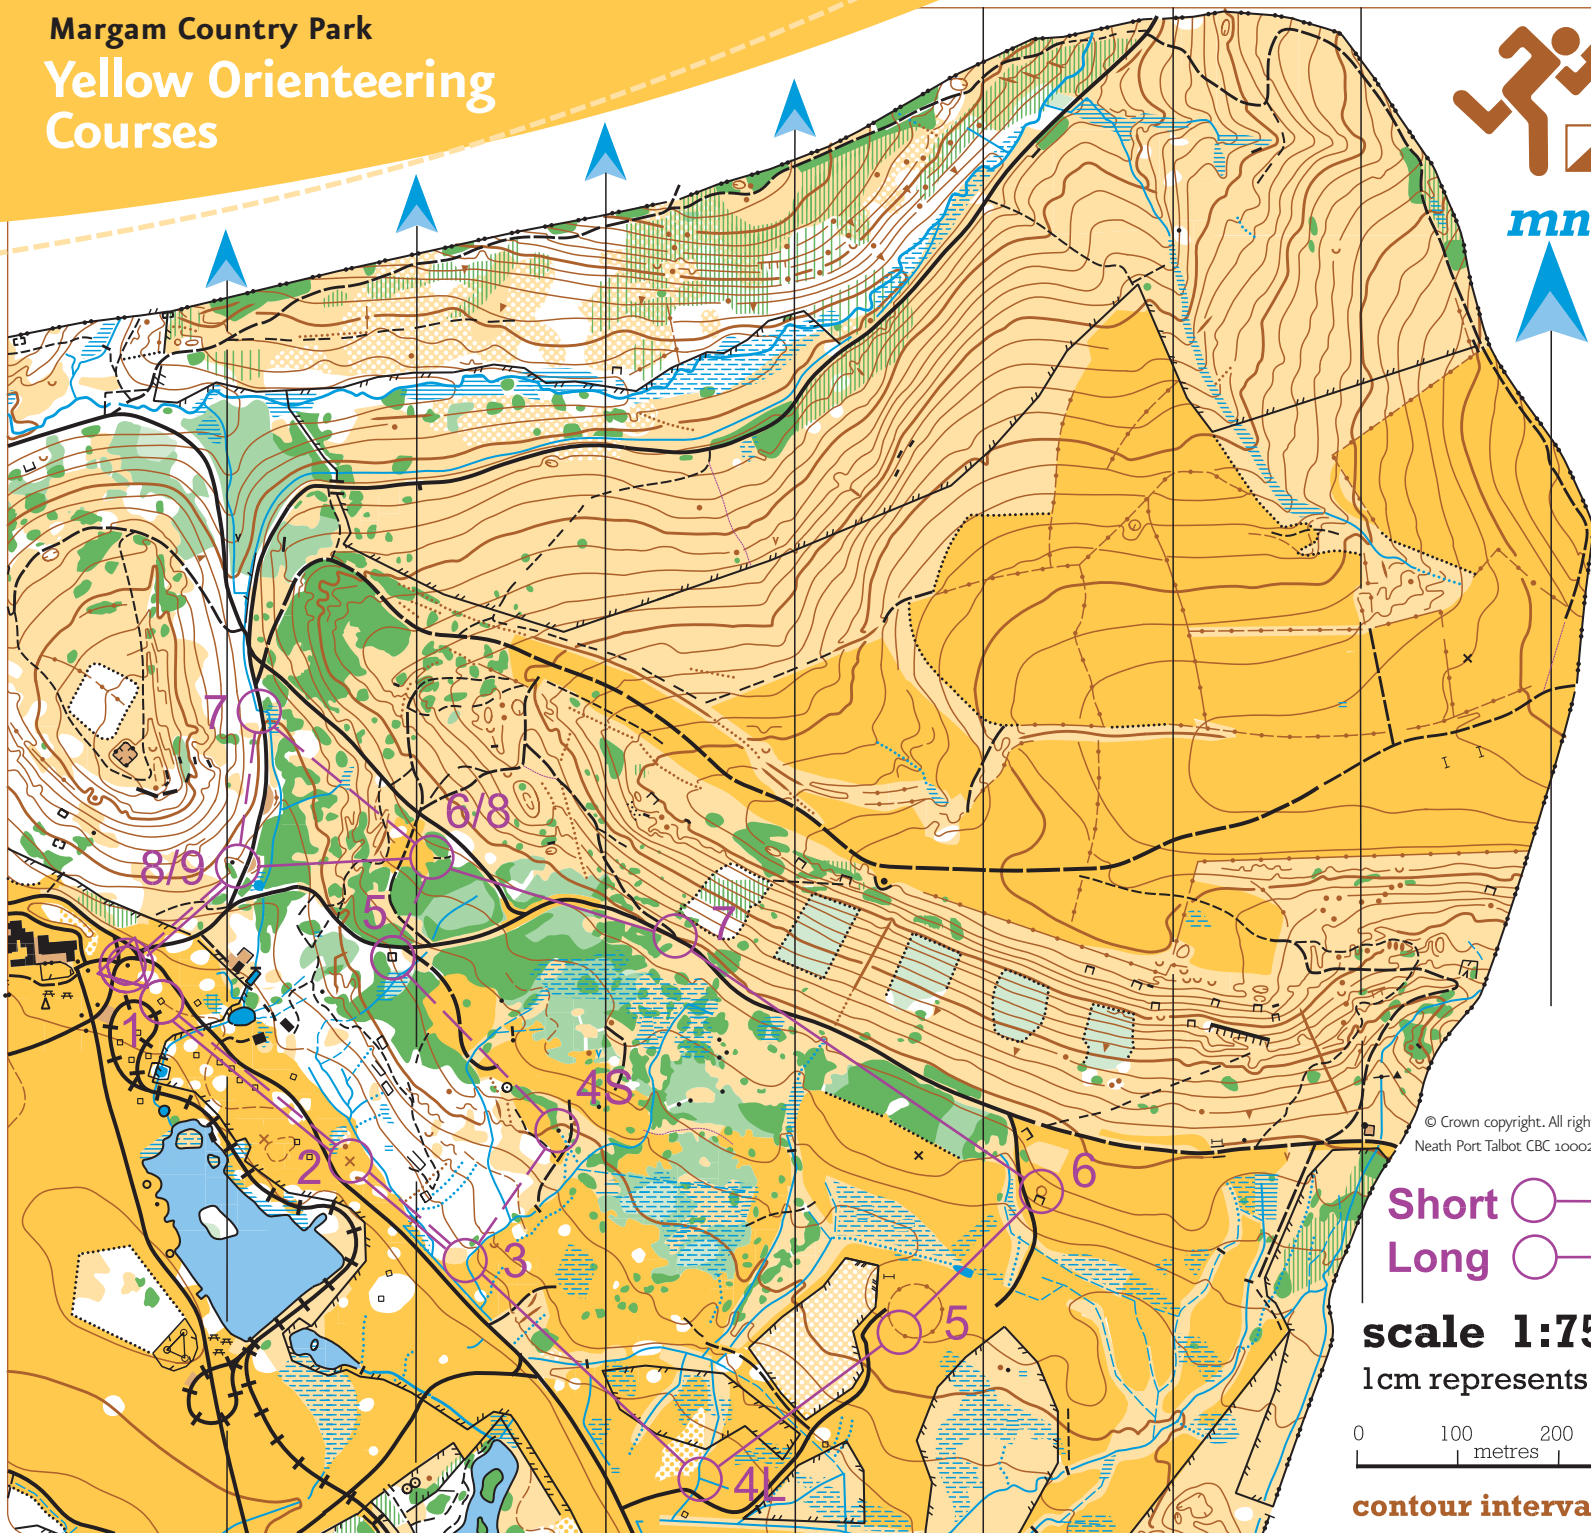 Margam Country Park
Yellow Orienteering
Courses
mn
7
6/8
8/9
5
7
1
4S
2
3
6
5
4L
© Crown copyright. All righ
Neath Port Talbot CBC 10002
Short
Long
scale 1:75
1cm represents
0 100 200
metres
contour interva